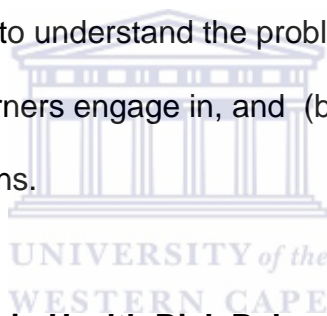 to understand the probl
rners engage in, and (b
ns.
UNIVERSITY of the
WESTERN CAPE